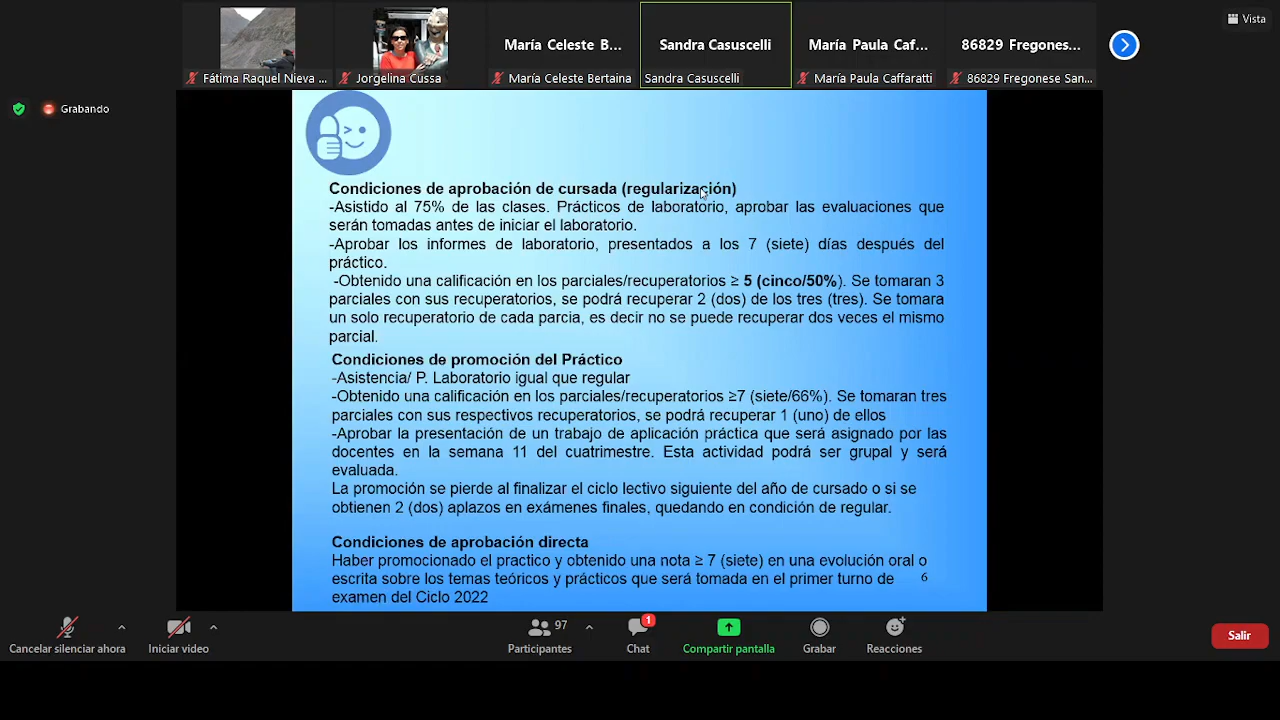 María Celeste B...
Sandra Casuscelli
María Paula Caf...
86829 Fregones...
Vista
Fátima Raquel Nieva ...
Jorgelina Cussa
María Celeste Bertaina
Sandra Casuscelli
María Paula Caffaratti
86829 Fregonese San...
Grabando
Condiciones de aprobación de cursada (regularización)
-Asistido al 75% de las clases. Prácticos de laboratorio, aprobar las evaluaciones que
serán tomadas antes de iniciar el laboratorio.
-Aprobar los informes de laboratorio, presentados a los 7 (siete) días después del
práctico.
-Obtenido una calificación en los parciales/recuperatorios ≥ 5 (cinco/50%). Se tomaran 3
parciales con sus recuperatorios, se podrá recuperar 2 (dos) de los tres (tres). Se tomara
un solo recuperatorio de cada parcia, es decir no se puede recuperar dos veces el mismo
parcial.
Condiciones de promoción del Práctico
-Asistencia/ P. Laboratorio igual que regular
-Obtenido una calificación en los parciales/recuperatorios ≥7 (siete/66%). Se tomaran tres
parciales con sus respectivos recuperatorios, se podrá recuperar 1 (uno) de ellos
-Aprobar la presentación de un trabajo de aplicación práctica que será asignado por las
docentes en la semana 11 del cuatrimestre. Esta actividad podrá ser grupal y será
evaluada.
La promoción se pierde al finalizar el ciclo lectivo siguiente del año de cursado o si se
obtienen 2 (dos) aplazos en exámenes finales, quedando en condición de regular.
Condiciones de aprobación directa
Haber promocionado el practico y obtenido una nota ≥ 7 (siete) en una evolución oral o
escrita sobre los temas teóricos y prácticos que será tomada en el primer turno de
examen del Ciclo 2022
6
97
1
Cancelar silenciar ahora
Iniciar video
Participantes
Chat
Compartir pantalla
Grabar
Reacciones
Salir